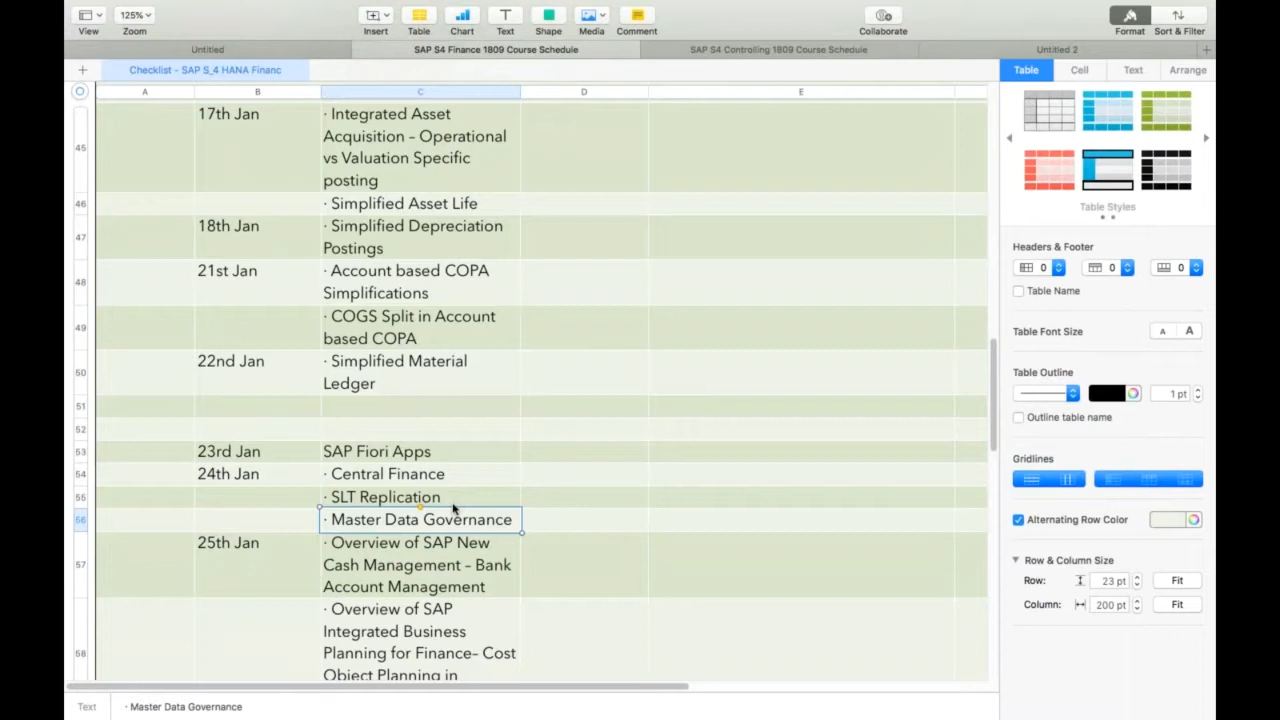 View
125%
Zoom
Insert
Table
Chart
Text
Shape
Media
Comment
Collaborate
Format
Sort & Filter
Untitled
SAP S4 Finance 1809 Course Schedule
SAP S4 Controlling 1809 Course Schedule
Untitled 2
+
+
Checklist - SAP S_4 HANA Financ
Table
Cell
Text
Arrange
A
B
C
D
E
45
17th Jan
· Integrated Asset
Acquisition – Operational
vs Valuation Specific
posting
46
· Simplified Asset Life
47
18th Jan
· Simplified Depreciation
Postings
48
21st Jan
· Account based COPA
Simplifications
49
· COGS Split in Account
based COPA
50
22nd Jan
· Simplified Material
Ledger
51
52
53
23rd Jan
SAP Fiori Apps
54
24th Jan
· Central Finance
55
· SLT Replication
56
· Master Data Governance
57
25th Jan
· Overview of SAP New
Cash Management – Bank
Account Management
58
· Overview of SAP
Integrated Business
Planning for Finance– Cost
Object Planning in
Table Styles
Headers & Footer
0
0
0
Table Name
Table Font Size
A
A
Table Outline
1 pt
Outline table name
Gridlines
Alternating Row Color
Row & Column Size
Row:
23 pt
Fit
Column:
200 pt
Fit
Text
· Master Data Governance